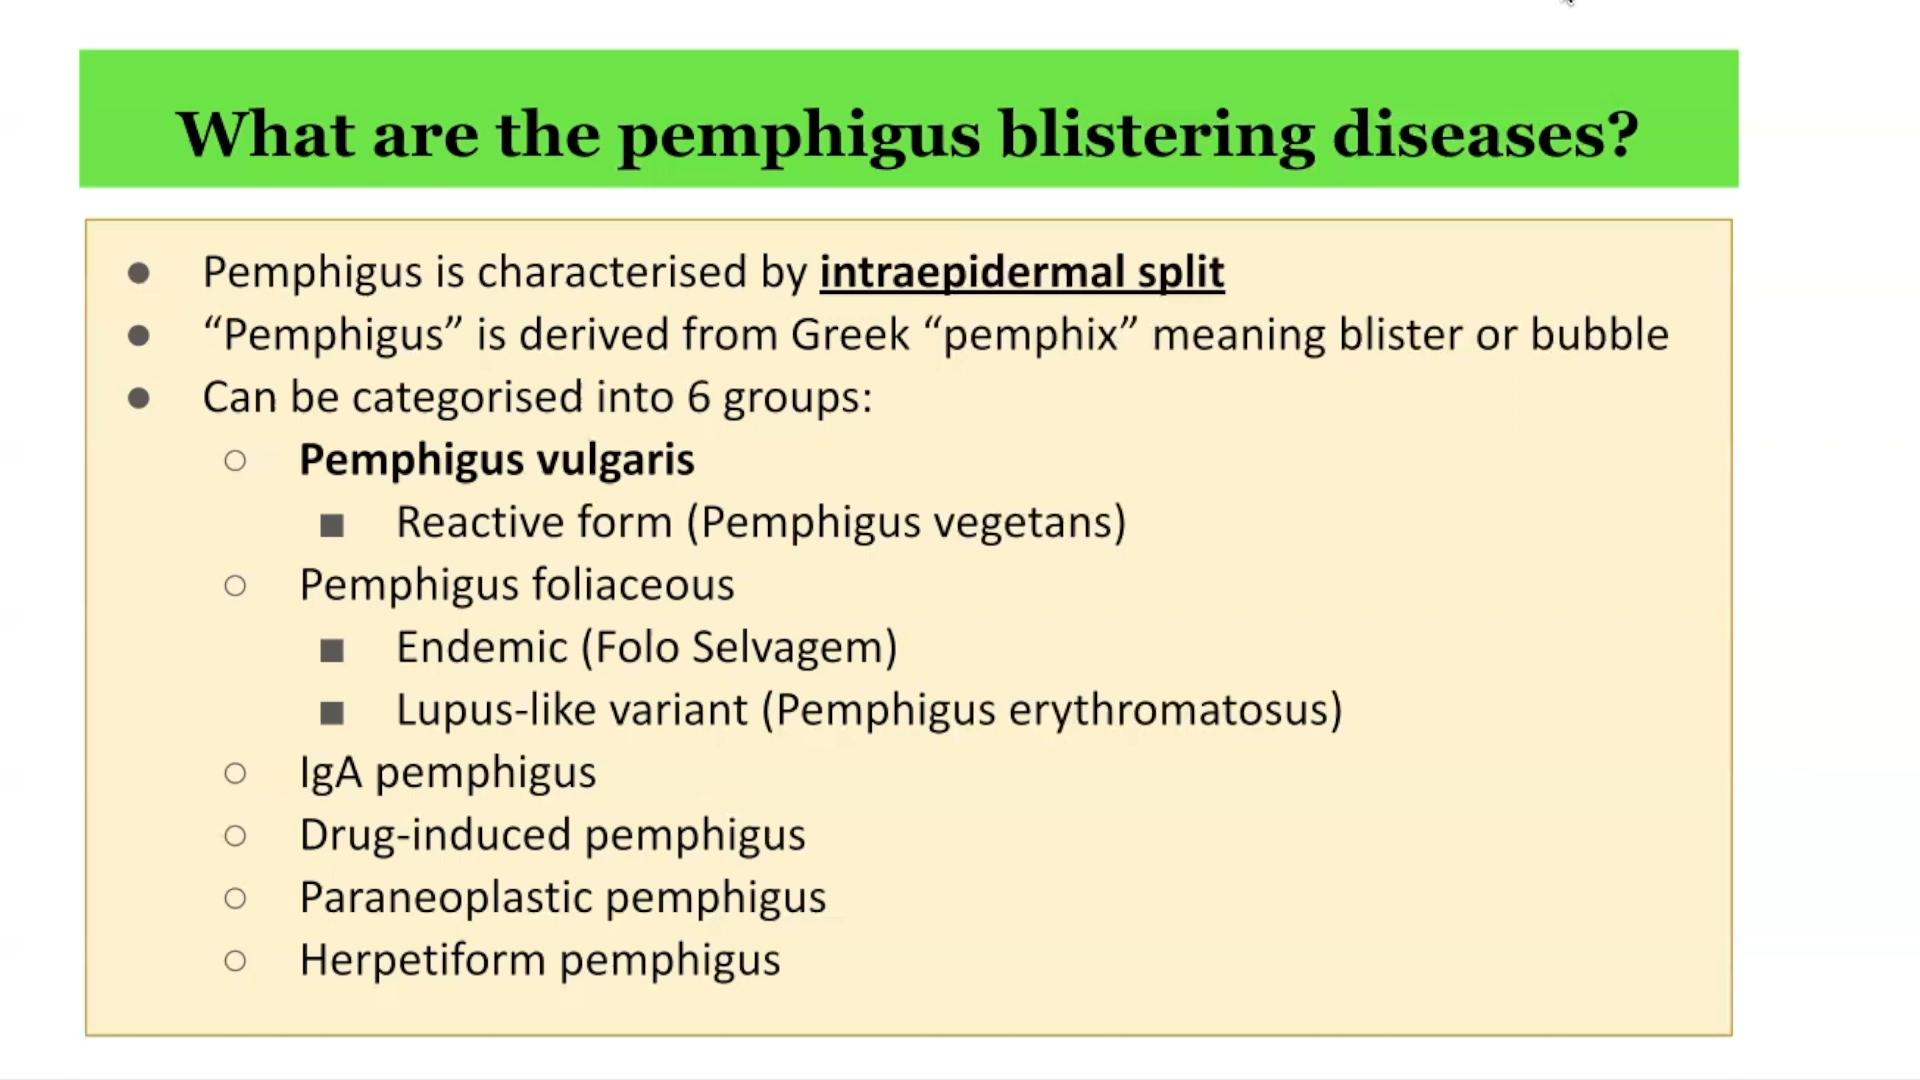 What are the pemphigus blistering diseases?
● Pemphigus is characterised by intraepidermal split
● “Pemphigus” is derived from Greek “pemphix” meaning blister or bubble
● Can be categorised into 6 groups:
○ Pemphigus vulgaris
■ Reactive form (Pemphigus vegetans)
○ Pemphigus foliaceous
■ Endemic (Folo Selvagem)
■ Lupus-like variant (Pemphigus erythromatosus)
○ IgA pemphigus
○ Drug-induced pemphigus
○ Paraneoplastic pemphigus
○ Herpetiform pemphigus